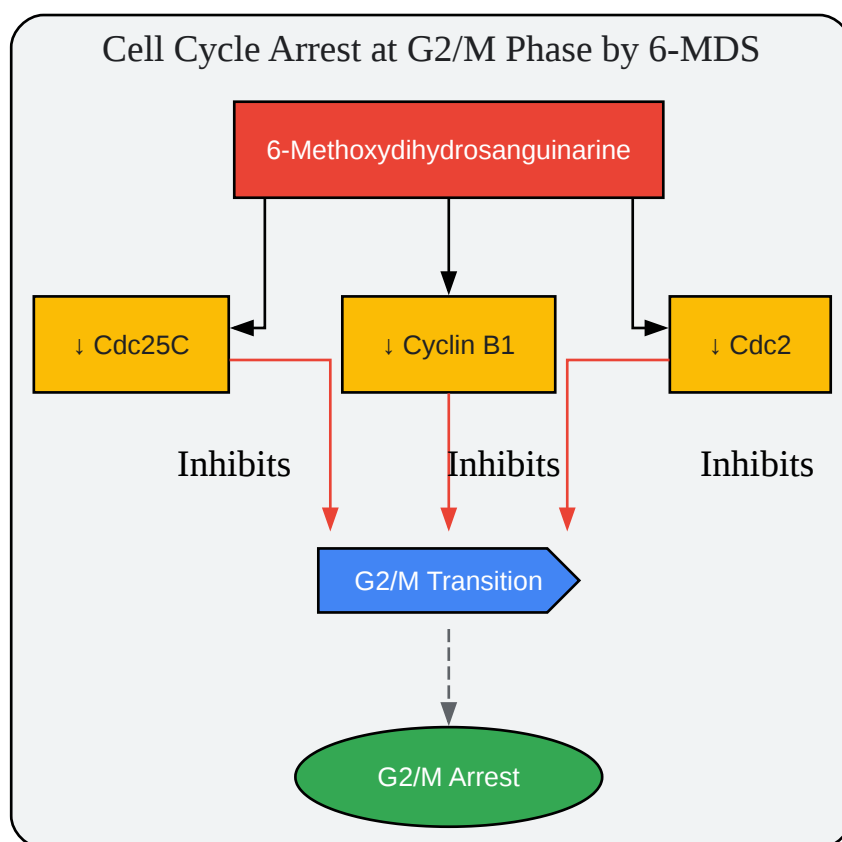 Cell Cycle Arrest at G2/M Phase by 6-MDS
6-Methoxydihydrosanguinarine
↓ Cdc25C
↓ Cyclin B1
↓ Cdc2
Inhibits
Inhibits
Inhibits
G2/M Transition
G2/M Arrest